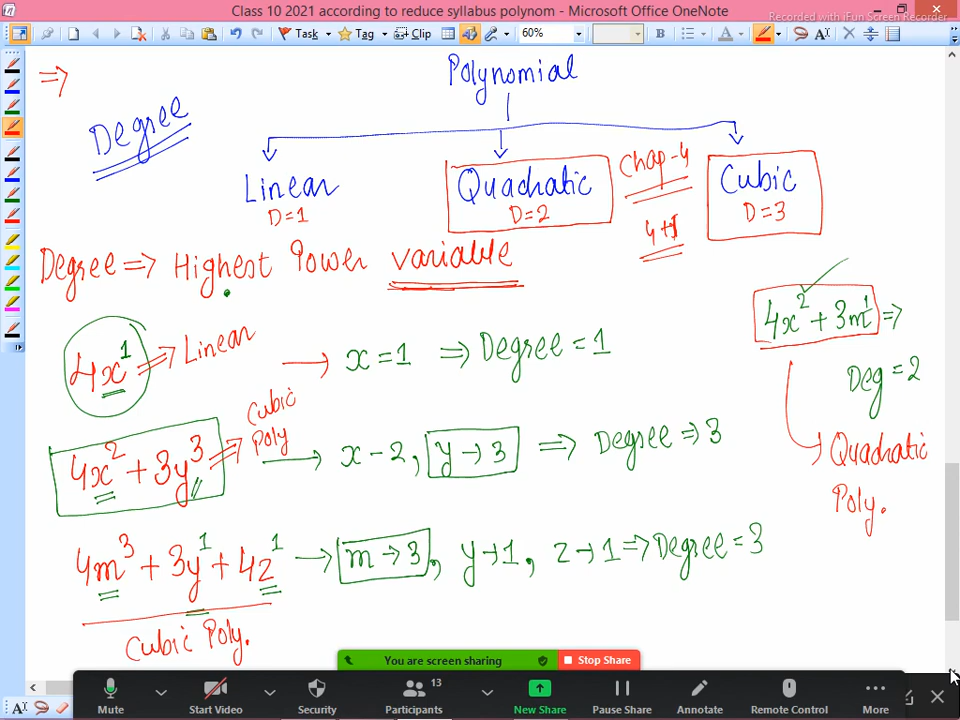 Class 10 2021 according to reduce syllabus polynom - Microsoft Office OneNote
Recorded with iFun Screen Recorder
Task Tag Clip 60% B A ABC
⇒ Polynomial
Degree
Linear Quadratic Chap-4 Cubic
D=1 D=2 4+1 D=3
Degree ⇒ Highest Power variable
4x¹ ⇒ Linear → x=1 ⇒ Degree = 1
4x² + 3m¹ ⇒
Deg = 2
Quadratic
Poly.
4x² + 3y³ ⇒ Cubic Poly → x-2, y→3 ⇒ Degree ⇒ 3
4m³ + 3y¹ + 4z¹ → m→3, y→1, z→1 ⇒ Degree = 3
Cubic Poly.
You are screen sharing Stop Share
13
Mute Start Video Security Participants New Share Pause Share Annotate Remote Control More